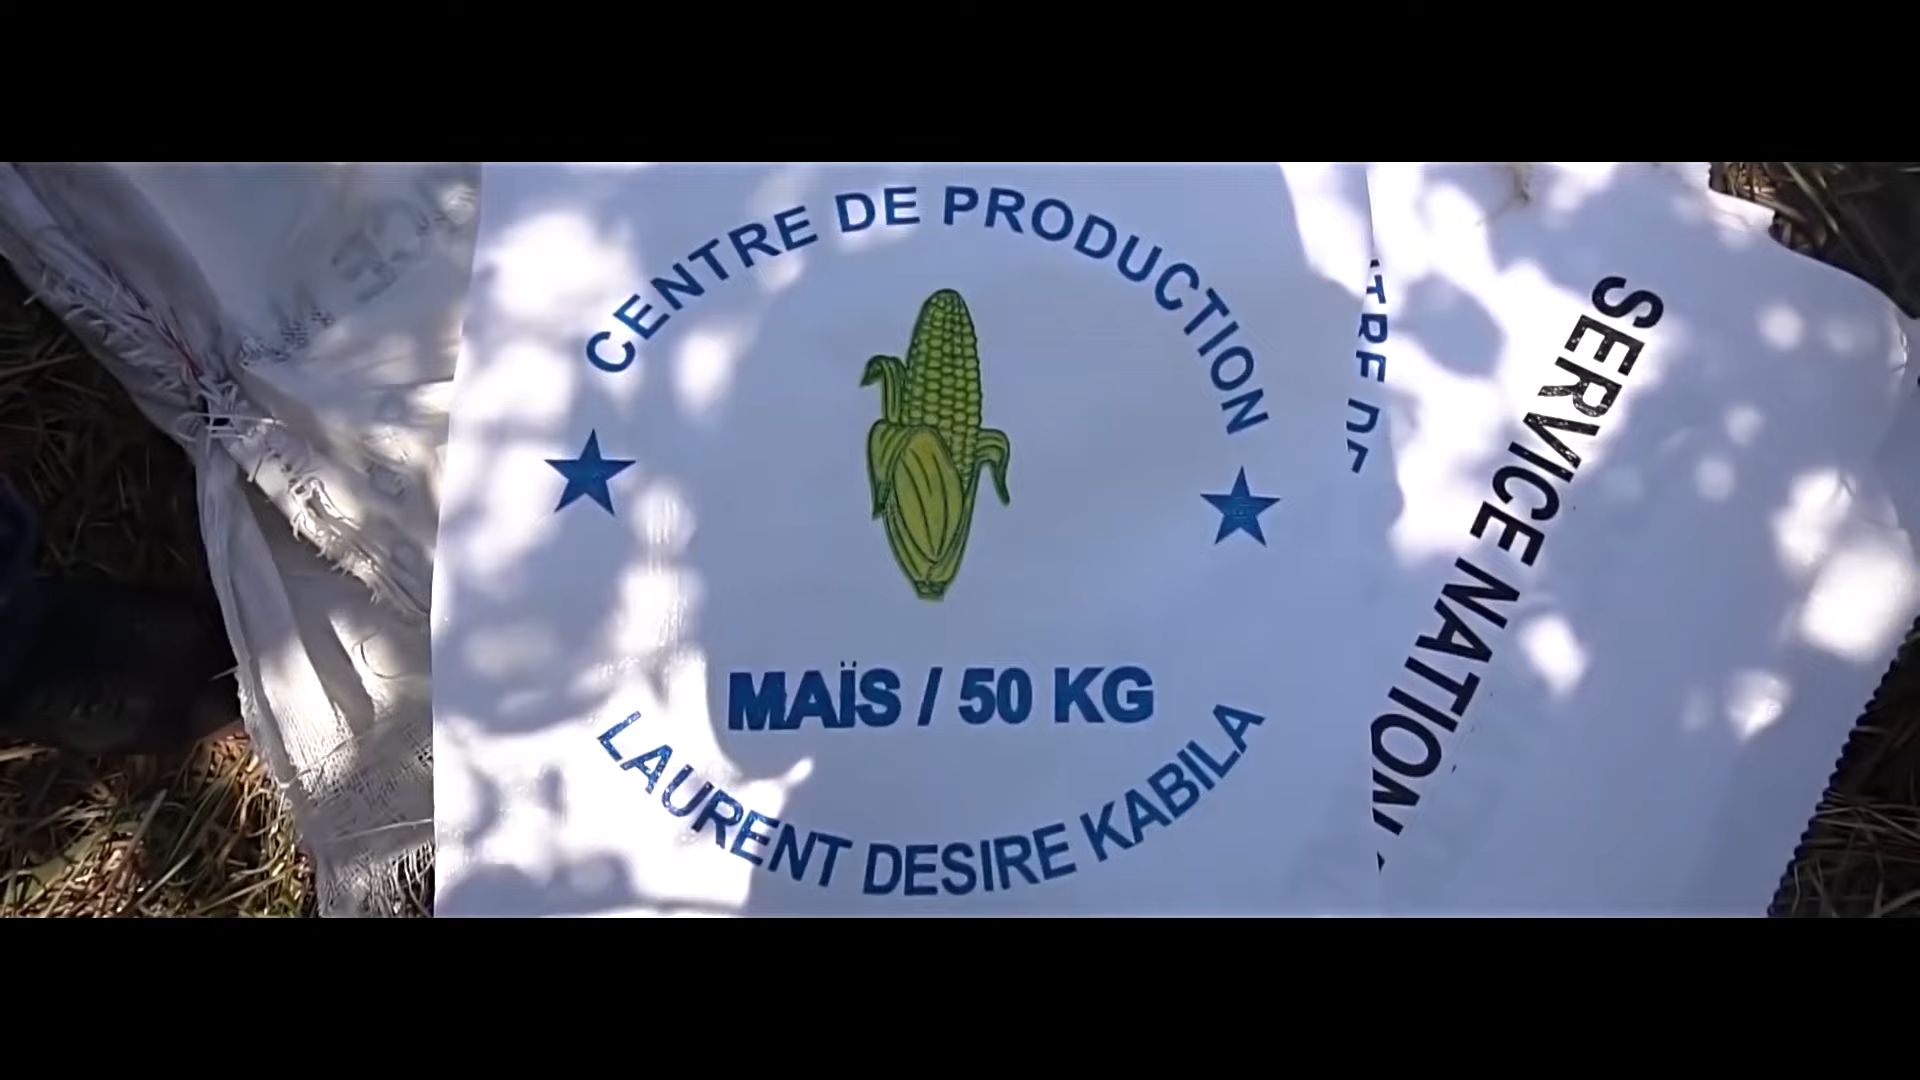 CENTRE DE PRODUCTION
MAÏS / 50 KG
LAURENT DESIRE KABILA
SERVICE NATION